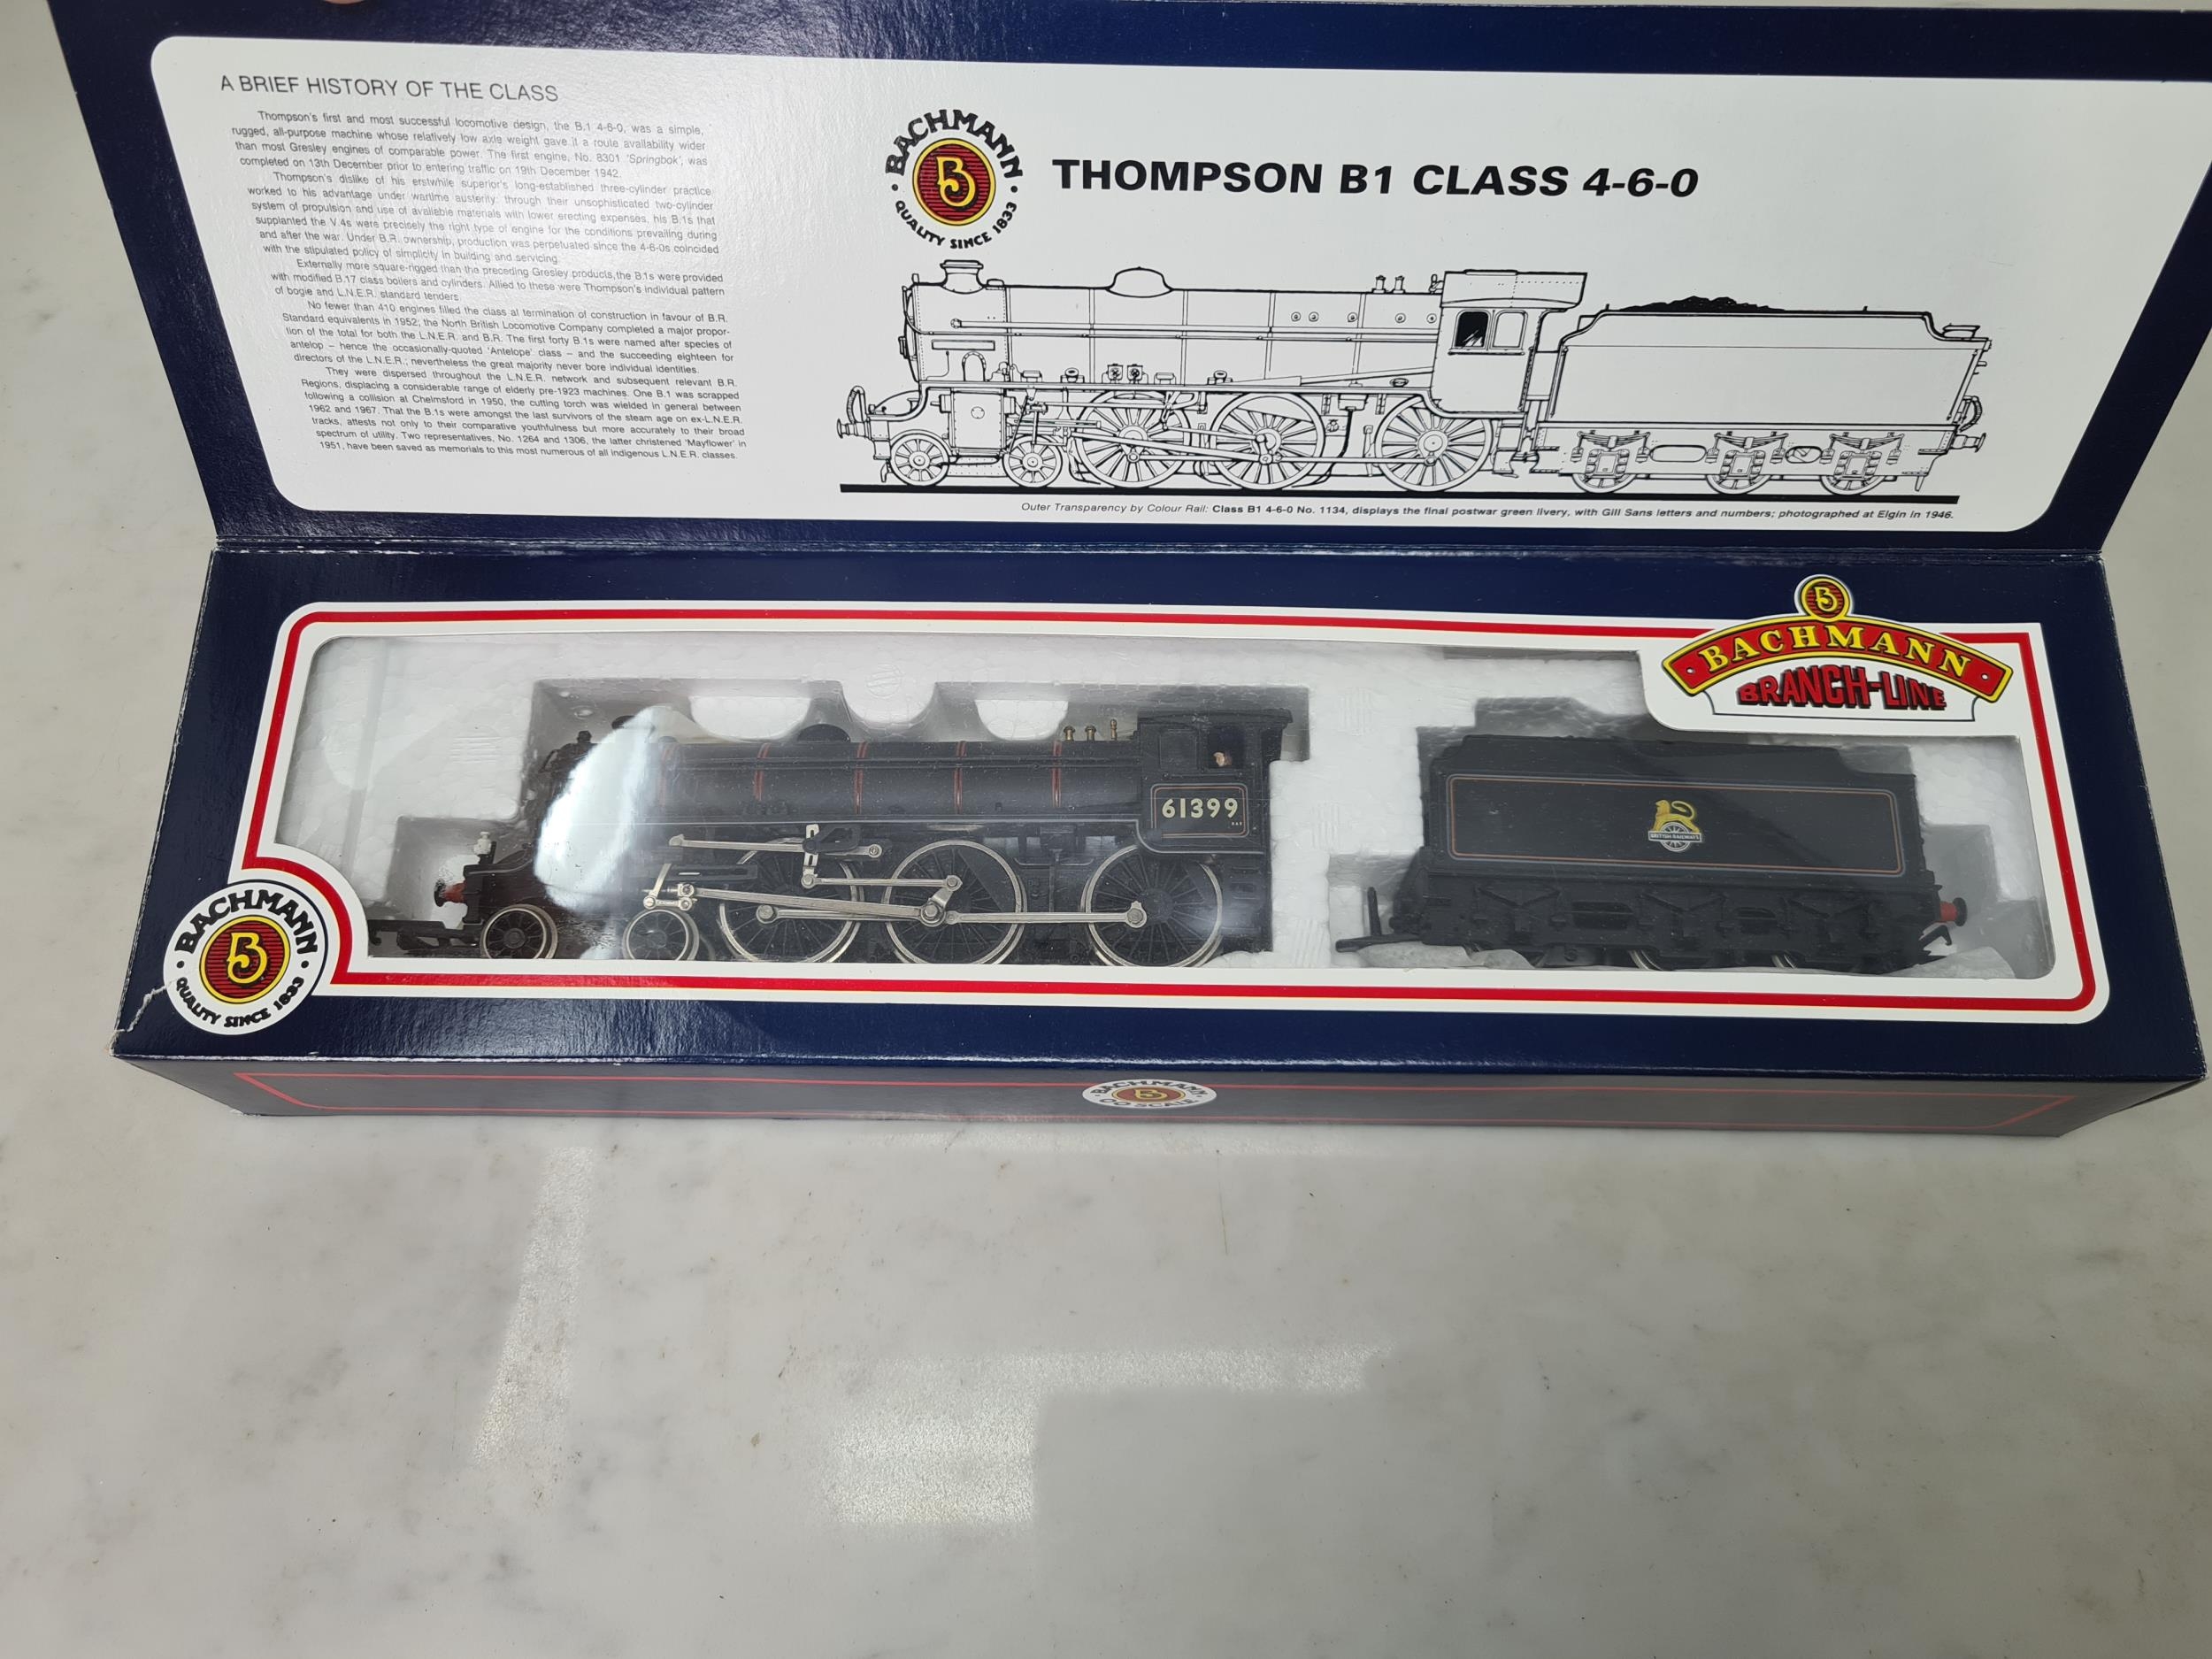 A BRIEF HISTORY OF THE CLASS
Thompson's first and most successful locomotive design, the B.1 4-6-0, was a simple,
rugged, all-purpose machine whose relatively low axle weight gave it a route availability wider
than most Gresley engines of comparable power. The first engine, No. 8301 'Springbok', was
completed on 13th December prior to entering traffic on 19th December 1942.
Thompson's dislike of his erstwhile superior's long-established three-cylinder practice
worked to his advantage under wartime austerity: through their unsophisticated two-cylinder
system of propulsion and use of available materials with lower erecting expenses, his B.1s that
supplanted the V.4s were precisely the right type of engine for the conditions prevailing during
and after the war. Under B.R. ownership, production was perpetuated since the 4-6-0s coincided
with the stipulated policy of simplicity in building and servicing.
Externally more square-rigged than the preceding Gresley products, the B.1s were provided
with modified B.17 class boilers and cylinders. Allied to these were Thompson's individual pattern
of bogie and L.N.E.R. standard tenders.
No fewer than 410 engines filled the class at termination of construction in favour of B.R.
Standard equivalents in 1952; the North British Locomotive Company completed a major propor-
tion of the total for both the L.N.E.R. and B.R. The first forty B.1s were named after species of
antelop – hence the occasionally-quoted 'Antelope' class – and the succeeding eighteen for
directors of the L.N.E.R.; nevertheless the great majority never bore individual identities.
They were dispersed throughout the L.N.E.R. network and subsequent relevant B.R.
Regions, displacing a considerable range of elderly pre-1923 machines. One B.1 was scrapped
following a collision at Chelmsford in 1950, the cutting torch was wielded in general between
1962 and 1967. That the B.1s were amongst the last survivors of the steam age on ex-L.N.E.R.
tracks, attests not only to their comparative youthfulness but more accurately to their broad
spectrum of utility. Two representatives, No. 1264 and 1306, the latter christened 'Mayflower' in
1951, have been saved as memorials to this most numerous of all indigenous L.N.E.R. classes.
BACHMANN
B
QUALITY SINCE 1833
THOMPSON B1 CLASS 4-6-0
Outer Transparency by Colour Rail: Class B1 4-6-0 No. 1134, displays the final postwar green livery, with Gill Sans letters and numbers; photographed at Elgin in 1946.
B
BACHMANN
BRANCH-LINE
61399
BRITISH RAILWAYS
BACHMANN
B
QUALITY SINCE 1833
BACHMANN
B
OO SCALE